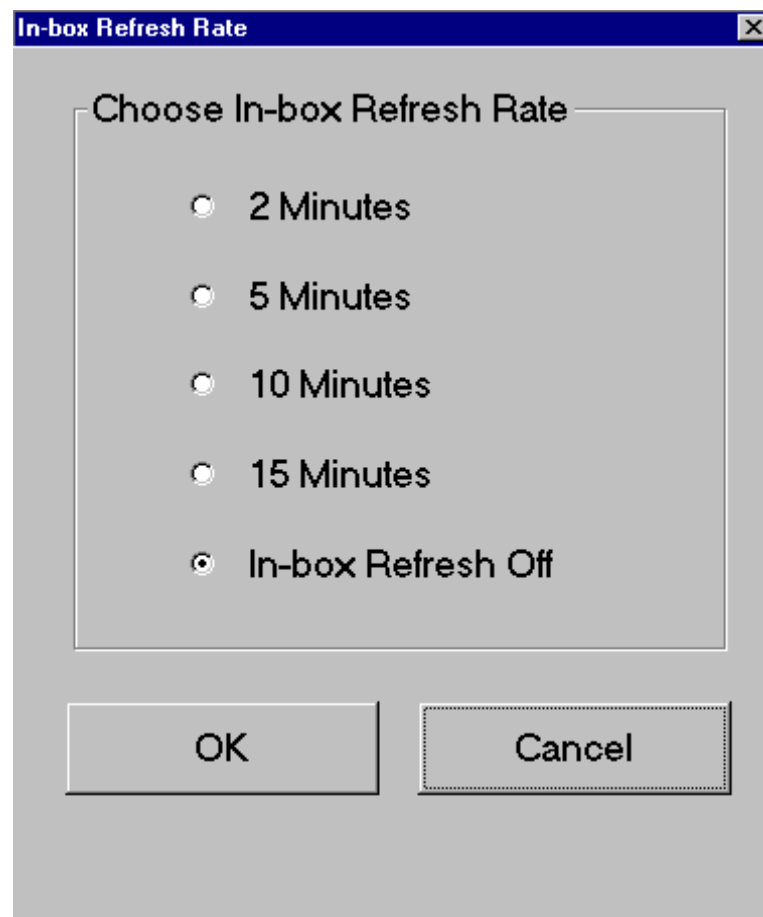 In-box Refresh Rate
Choose In-box Refresh Rate
2 Minutes
5 Minutes
10 Minutes
15 Minutes
In-box Refresh Off
OK
Cancel